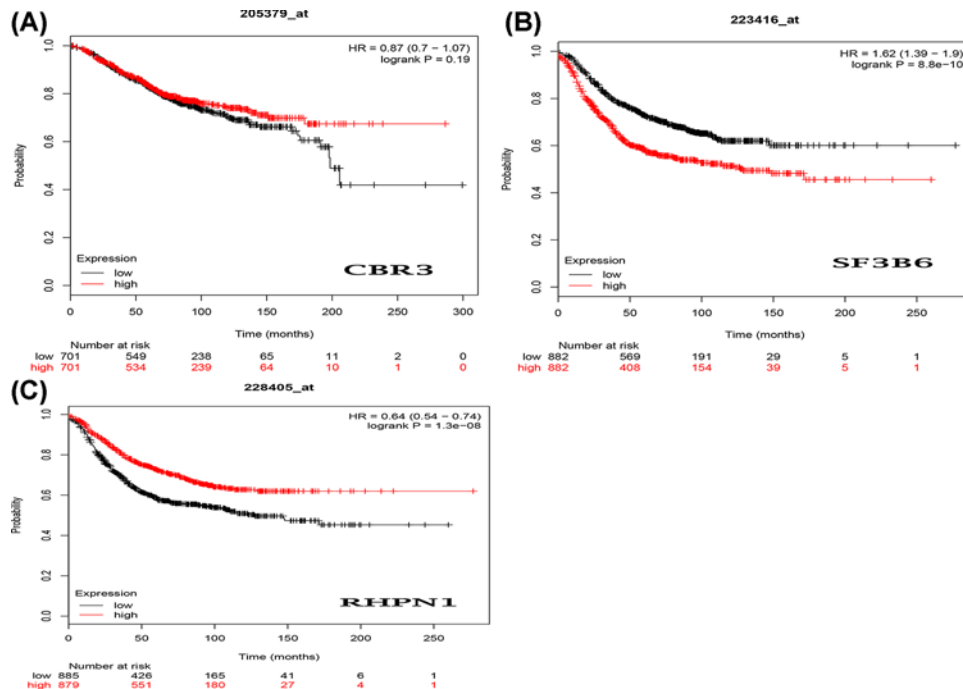 (A)
205379_at
HR = 0.87 (0.7 − 1.07)
logrank P = 0.19
Probability
1.0
0.8
0.6
0.4
0.2
0.0
Expression
low
high
CBR3
0 50 100 150 200 250 300
Time (months)
Number at risk
low 701 549 238 65 11 2 0
high 701 534 239 64 10 1 0
(B)
223416_at
HR = 1.62 (1.39 − 1.9)
logrank P = 8.8e−10
Probability
1.0
0.8
0.6
0.4
0.2
0.0
Expression
low
high
SF3B6
0 50 100 150 200 250
Time (months)
Number at risk
low 882 569 191 29 5 1
high 882 408 154 39 5 1
(C)
228405_at
HR = 0.64 (0.54 − 0.74)
logrank P = 1.3e−08
Probability
1.0
0.8
0.6
0.4
0.2
0.0
Expression
low
high
RHPN1
0 50 100 150 200 250
Time (months)
Number at risk
low 885 426 165 41 6 1
high 879 551 180 27 4 1